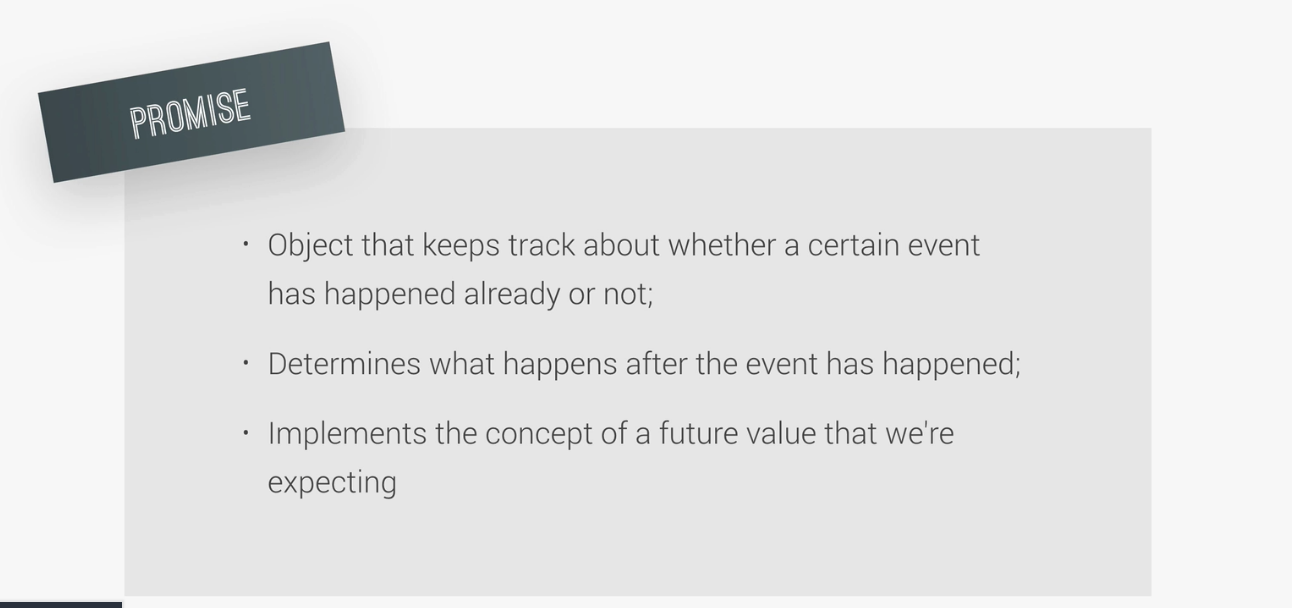 PROMISE
• Object that keeps track about whether a certain event
has happened already or not;
• Determines what happens after the event has happened;
• Implements the concept of a future value that we're
expecting